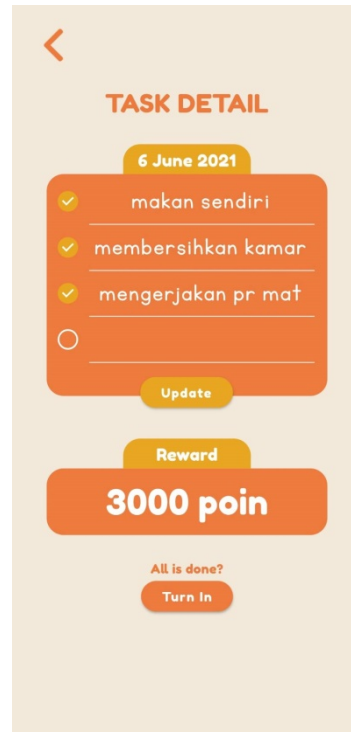 TASK DETAIL
6 June 2021
makan sendiri
membersihkan kamar
mengerjakan pr mat
Update
Reward
3000 poin
All is done?
Turn In